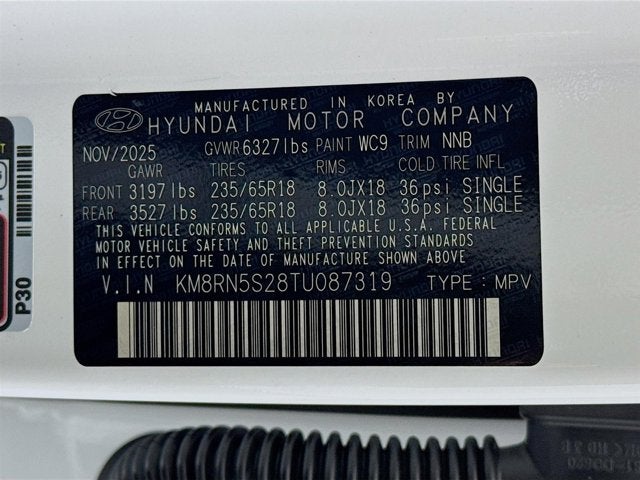 MANUFACTURED IN KOREA BY
HYUNDAI MOTOR COMPANY
NOV/2025 GVWR6327lbs PAINT WC9 TRIM NNB
GAWR TIRES RIMS COLD TIRE INFL
FRONT 3197lbs 235/65R18 8.0JX18 36psi SINGLE
REAR 3527lbs 235/65R18 8.0JX18 36psi SINGLE
THIS VEHICLE CONFORMS TO ALL APPLICABLE U.S.A. FEDERAL
MOTOR VEHICLE SAFETY AND THEFT PREVENTION STANDARDS
IN EFFECT ON THE DATE OF MANUFACTURE SHOWN ABOVE.
V.I.N KM8RN5S28TU087319 TYPE : MPV
P30